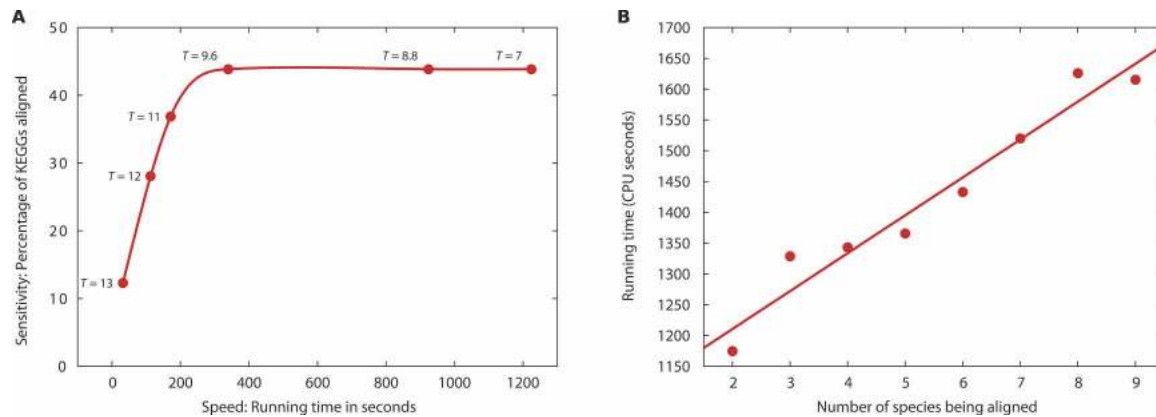 A
50
40
30
20
10
0
Sensitivity: Percentage of KEGGs aligned
T = 9.6
T = 8.8
T = 7
T = 11
T = 12
T = 13
0 200 400 600 800 1000 1200
Speed: Running time in seconds
B
1700
1650
1600
1550
1500
1450
1400
1350
1300
1250
1200
1150
Running time (CPU seconds)
2 3 4 5 6 7 8 9
Number of species being aligned